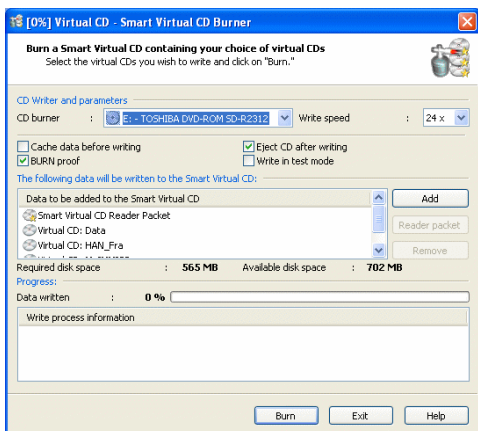 [0%] Virtual CD - Smart Virtual CD Burner
Burn a Smart Virtual CD containing your choice of virtual CDs
Select the virtual CDs you wish to write and click on "Burn."
CD Writer and parameters
CD burner : E: - TOSHIBA DVD-ROM SD-R2312 Write speed : 24 x
Cache data before writing Eject CD after writing
BURN proof Write in test mode
The following data will be written to the Smart Virtual CD:
Data to be added to the Smart Virtual CD Add
Smart Virtual CD Reader Packet
Virtual CD: Data Reader packet
Virtual CD: HAN_Fra
Remove
Required disk space : 565 MB Available disk space : 702 MB
Progress:
Data written : 0 %
Write process information
Burn Exit Help